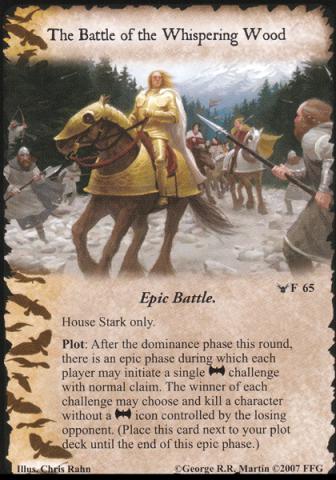 The Battle of the Whispering Wood
F 65
Epic Battle.
House Stark only.
Plot: After the dominance phase this round,
there is an epic phase during which each
player may initiate a single challenge
with normal claim. The winner of each
challenge may choose and kill a character
without a icon controlled by the losing
opponent. (Place this card next to your plot
deck until the end of this epic phase.)
Illus. Chris Rahn ©George R.R. Martin ©2007 FFG